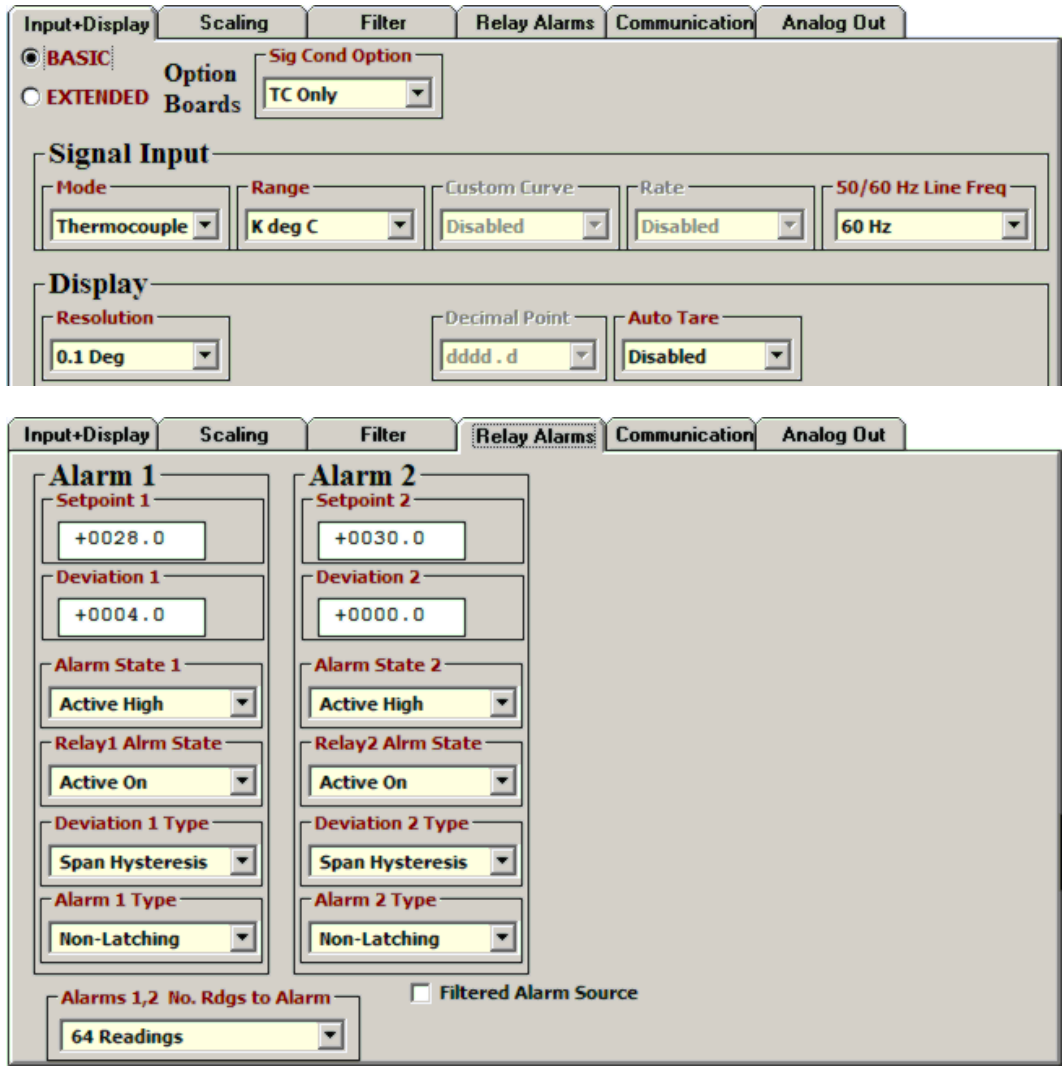 Input+Display Scaling Filter Relay Alarms Communication Analog Out
BASIC
EXTENDED
Option Boards
Sig Cond Option
TC Only
Signal Input
Mode Range Custom Curve Rate 50/60 Hz Line Freq
Thermocouple K deg C Disabled Disabled 60 Hz
Display
Resolution Decimal Point Auto Tare
0.1 Deg dddd.d Disabled
Input+Display Scaling Filter Relay Alarms Communication Analog Out
Alarm 1 Alarm 2
Setpoint 1 Setpoint 2
+0028.0 +0030.0
Deviation 1 Deviation 2
+0004.0 +0000.0
Alarm State 1 Alarm State 2
Active High Active High
Relay1 Alrm State Relay2 Alrm State
Active On Active On
Deviation 1 Type Deviation 2 Type
Span Hysteresis Span Hysteresis
Alarm 1 Type Alarm 2 Type
Non-Latching Non-Latching
Alarms 1,2 No. Rdgs to Alarm Filtered Alarm Source
64 Readings